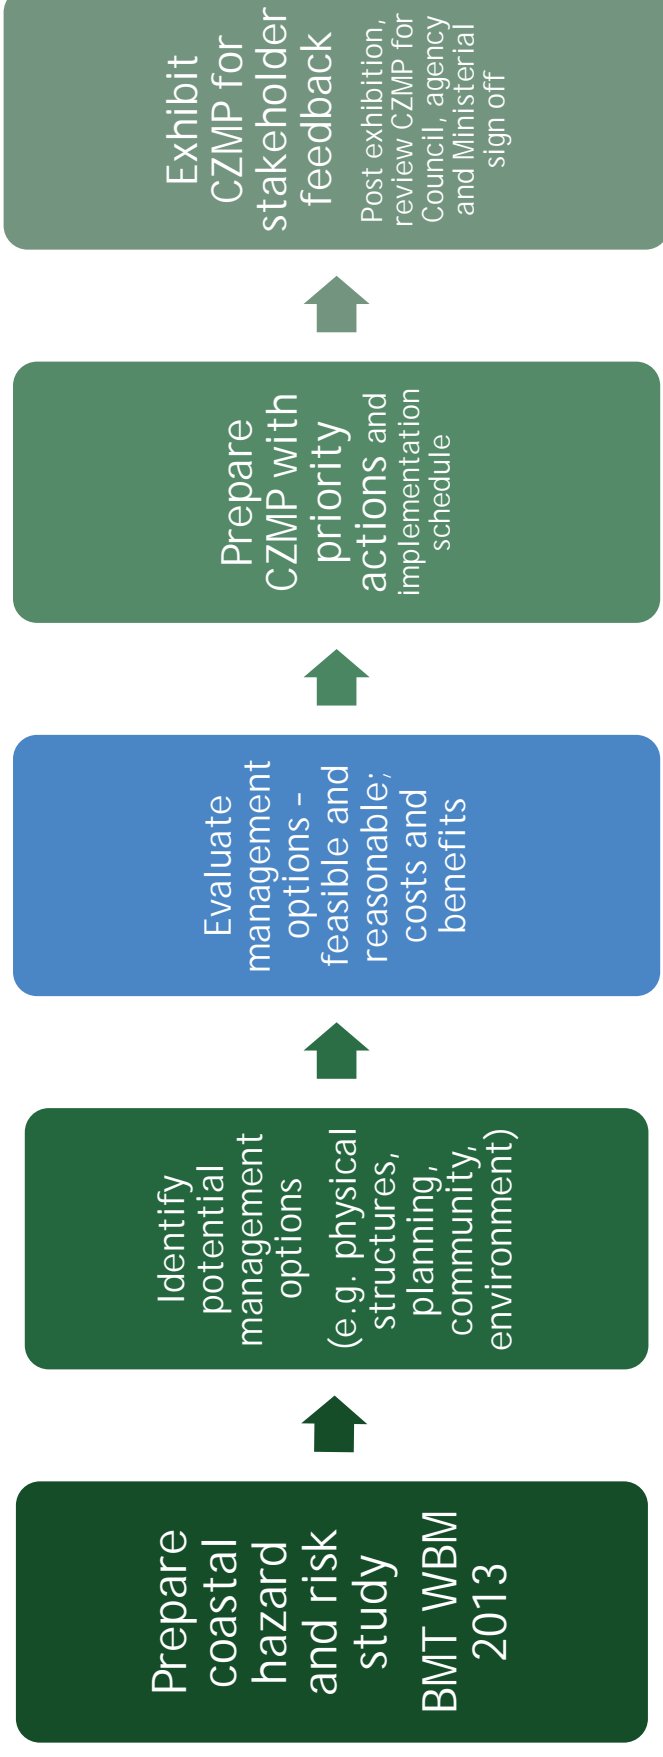 Prepare
coastal
hazard
and risk
study
BMT WBM
2013
Identify
potential
management
options
(e.g. physical
structures,
planning,
community,
environment)
Evaluate
management
options –
feasible and
reasonable;
costs and
benefits
Prepare
CZMP with
priority
actions and
implementation
schedule
Exhibit
CZMP for
stakeholder
feedback
Post exhibition,
review CZMP for
Council, agency
and Ministerial
sign off